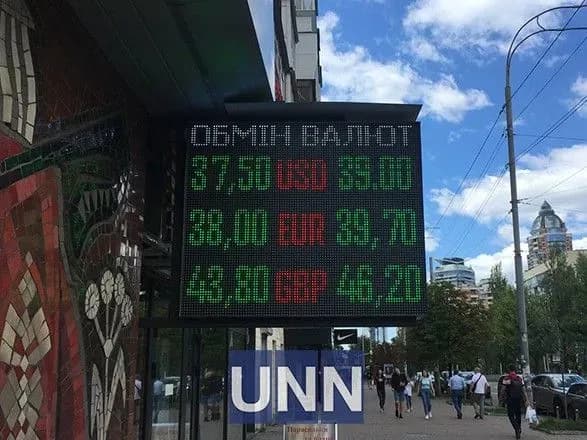 ОБМІН ВАЛЮТ
37,50 USD 39.00
38,00 EUR 39,70
43,80 GBP 46,20
UNN